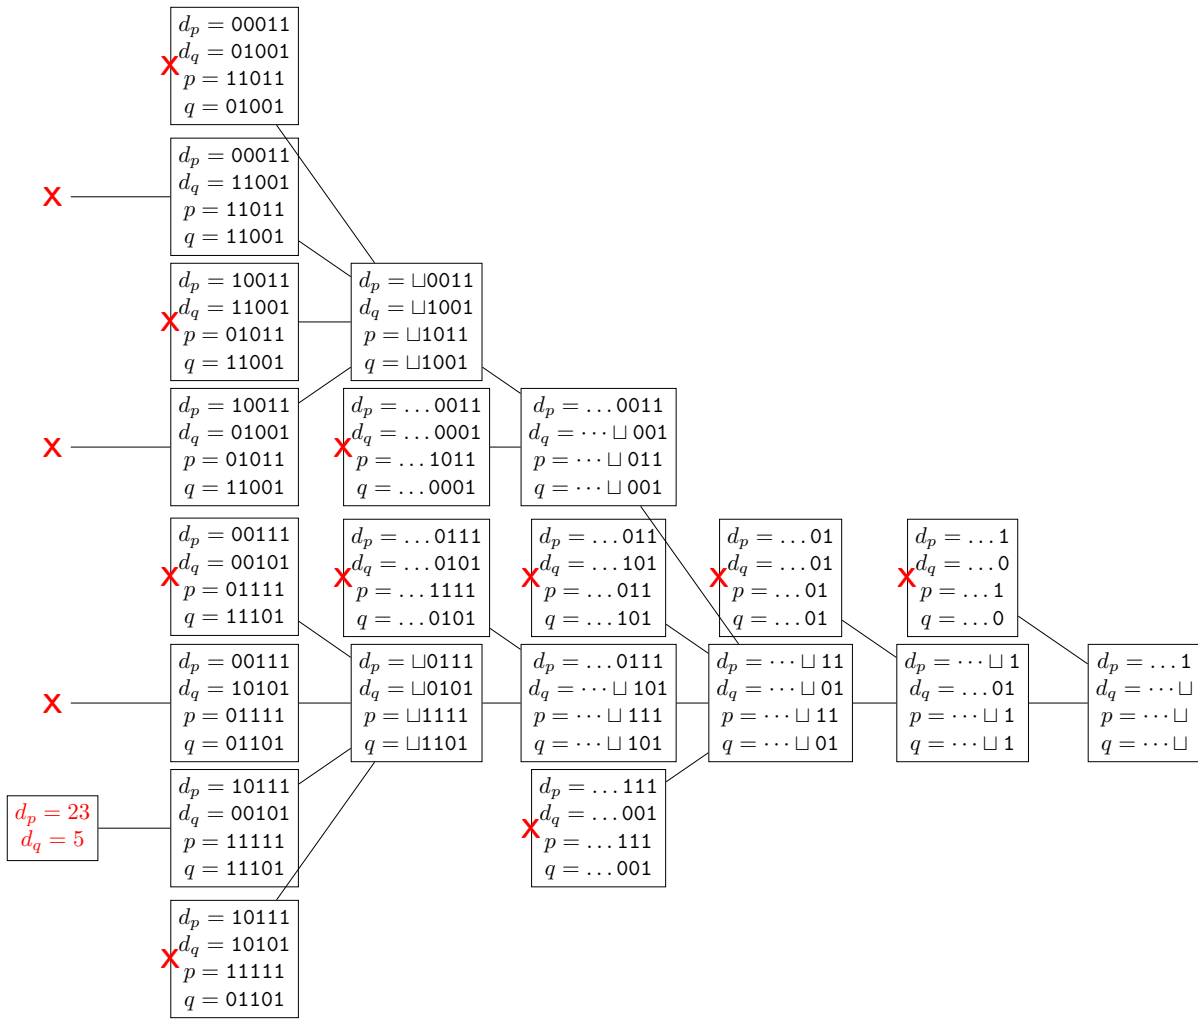 d_p = 00011
d_q = 01001
p = 11011
q = 01001
X
d_p = 00011
d_q = 11001
p = 11011
q = 11001
X
d_p = 10011
d_q = 11001
p = 01011
q = 11001
X
d_p = ⊔0011
d_q = ⊔1001
p = ⊔1011
q = ⊔1001
d_p = 10011
d_q = 01001
p = 01011
q = 11001
X
d_p = ...0011
d_q = ...0001
p = ...1011
q = ...0001
X
d_p = ...0011
d_q = ···⊔ 001
p = ···⊔ 011
q = ···⊔ 001
d_p = 00111
d_q = 00101
p = 01111
q = 11101
X
d_p = ...0111
d_q = ...0101
p = ...1111
q = ...0101
X
d_p = ...011
d_q = ...101
p = ...011
q = ...101
X
d_p = ...01
d_q = ...01
p = ...01
q = ...01
X
d_p = ...1
d_q = ...0
p = ...1
q = ...0
X
d_p = 00111
d_q = 10101
p = 01111
q = 01101
X
d_p = ⊔0111
d_q = ⊔0101
p = ⊔1111
q = ⊔1101
d_p = ...0111
d_q = ···⊔ 101
p = ···⊔ 111
q = ···⊔ 101
d_p = ···⊔ 11
d_q = ···⊔ 01
p = ···⊔ 11
q = ···⊔ 01
d_p = ···⊔ 1
d_q = ...01
p = ···⊔ 1
q = ···⊔ 1
d_p = ...1
d_q = ···⊔
p = ···⊔
q = ···⊔
d_p = 23
d_q = 5
d_p = 10111
d_q = 00101
p = 11111
q = 11101
d_p = ...111
d_q = ...001
p = ...111
q = ...001
X
d_p = 10111
d_q = 10101
p = 11111
q = 01101
X